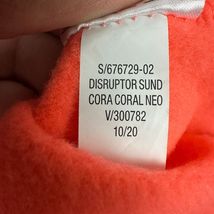 S/676729-02
DISRUPTOR SUND
CORA CORAL NEO
V/300782
10/20